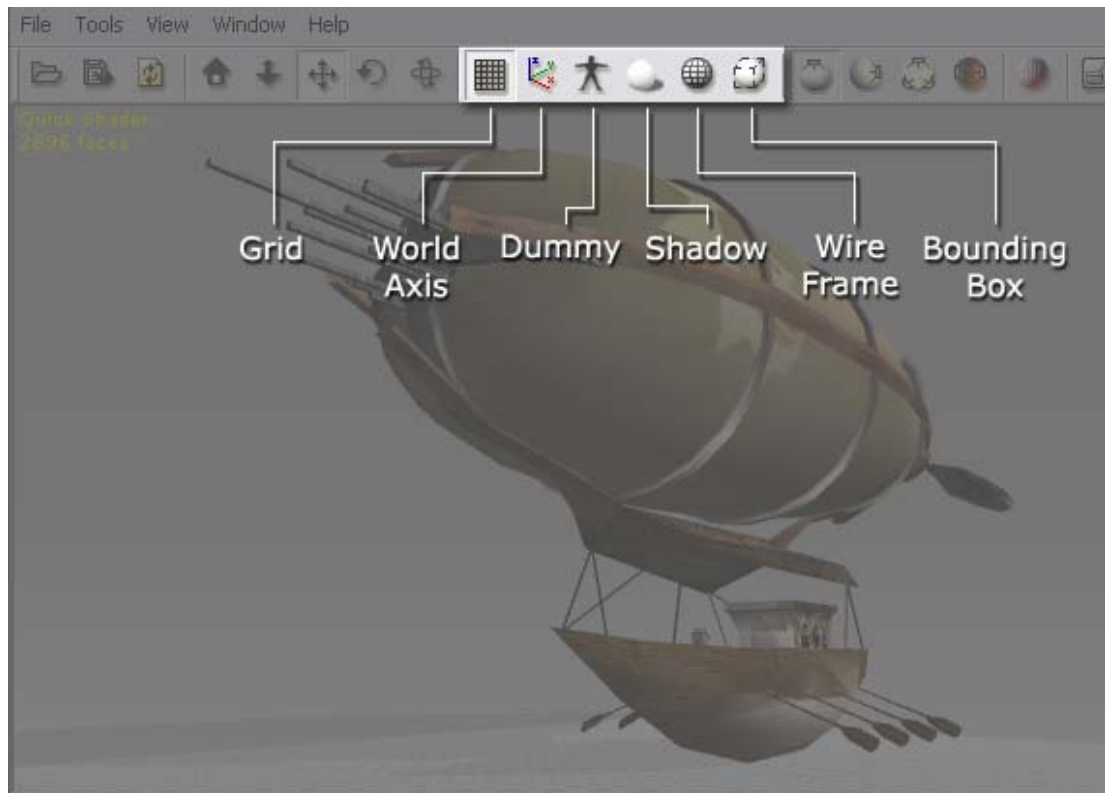 File Tools View Window Help
Quick Shader
2896 faces
Grid
World
Axis
Dummy
Shadow
Wire
Frame
Bounding
Box